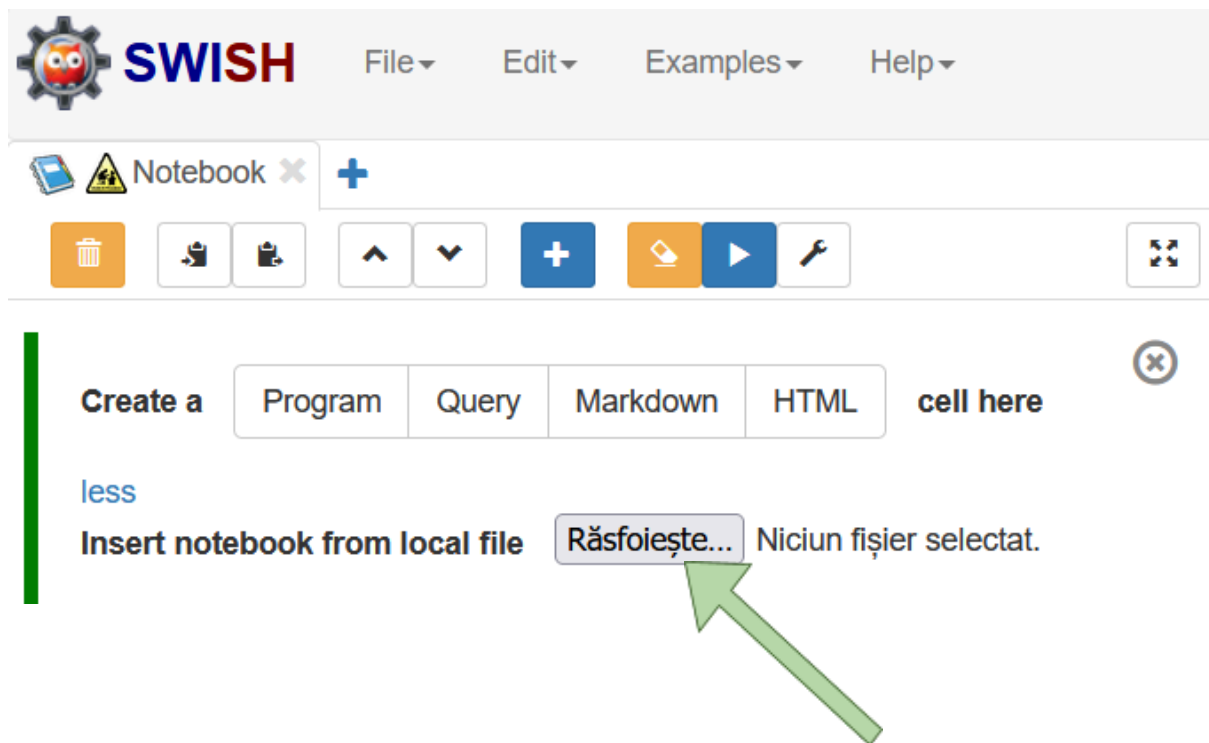 SWISH File Edit Examples Help
Notebook
Create a Program Query Markdown HTML cell here
less
Insert notebook from local file Răsfoiește... Niciun fișier selectat.